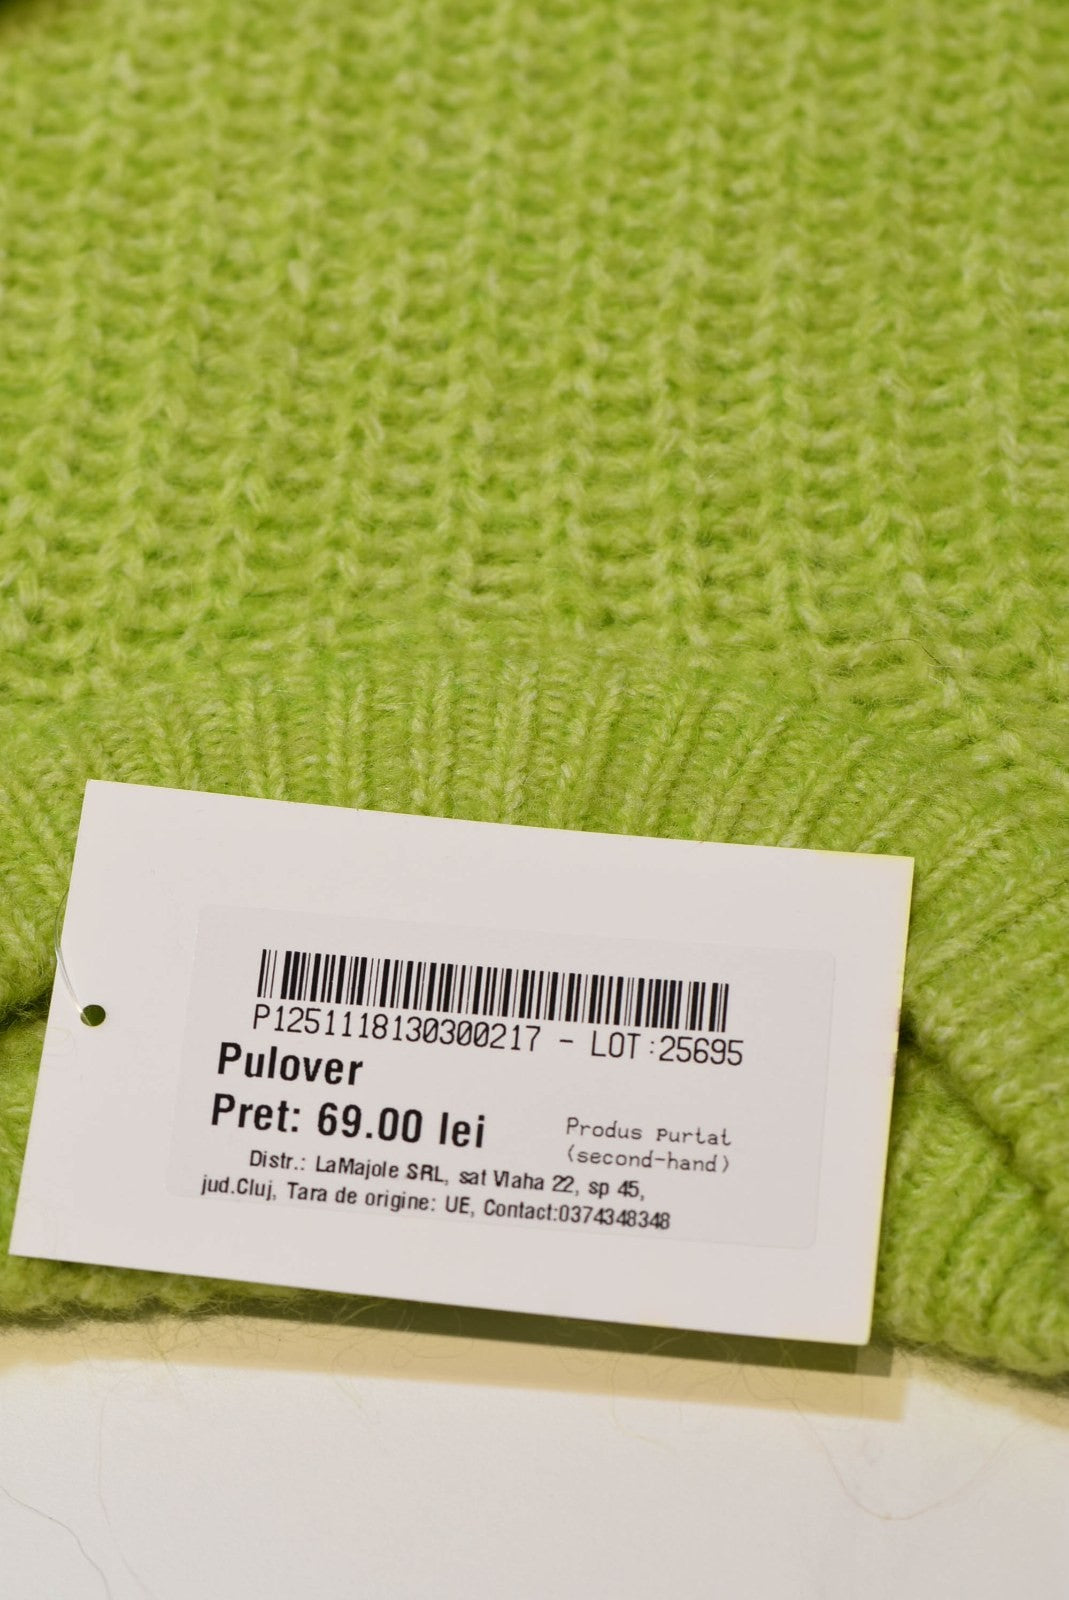 P1251118130300217 - LOT:25695
Pulover
Pret: 69.00 lei
Produs purtat
(second-hand)
Distr.: LaMajole SRL, sat Vlaha 22, sp 45,
jud.Cluj, Tara de origine: UE, Contact:0374348348